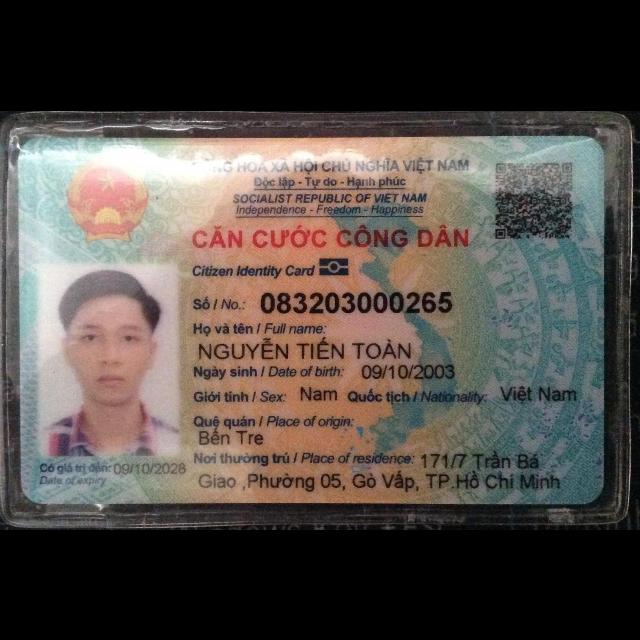 HOÀ XÃ HỘI CHỦ NGHĨA VIỆT NAM
Độc lập - Tự do - Hạnh phúc
SOCIALIST REPUBLIC OF VIET NAM
Independence - Freedom - Happiness
CĂN CƯỚC CÔNG DÂN
Citizen Identity Card
Số / No.: 083203000265
Họ và tên / Full name:
NGUYỄN TIẾN TOÀN
Ngày sinh / Date of birth: 09/10/2003
Giới tính / Sex: Nam Quốc tịch / Nationality: Việt Nam
Quê quán / Place of origin:
Bến Tre
Nơi thường trú / Place of residence: 171/7 Trần Bá
Giao ,Phường 05, Gò Vấp, TP.Hồ Chí Minh
Có giá trị đến: 09/10/2028
Date of expiry